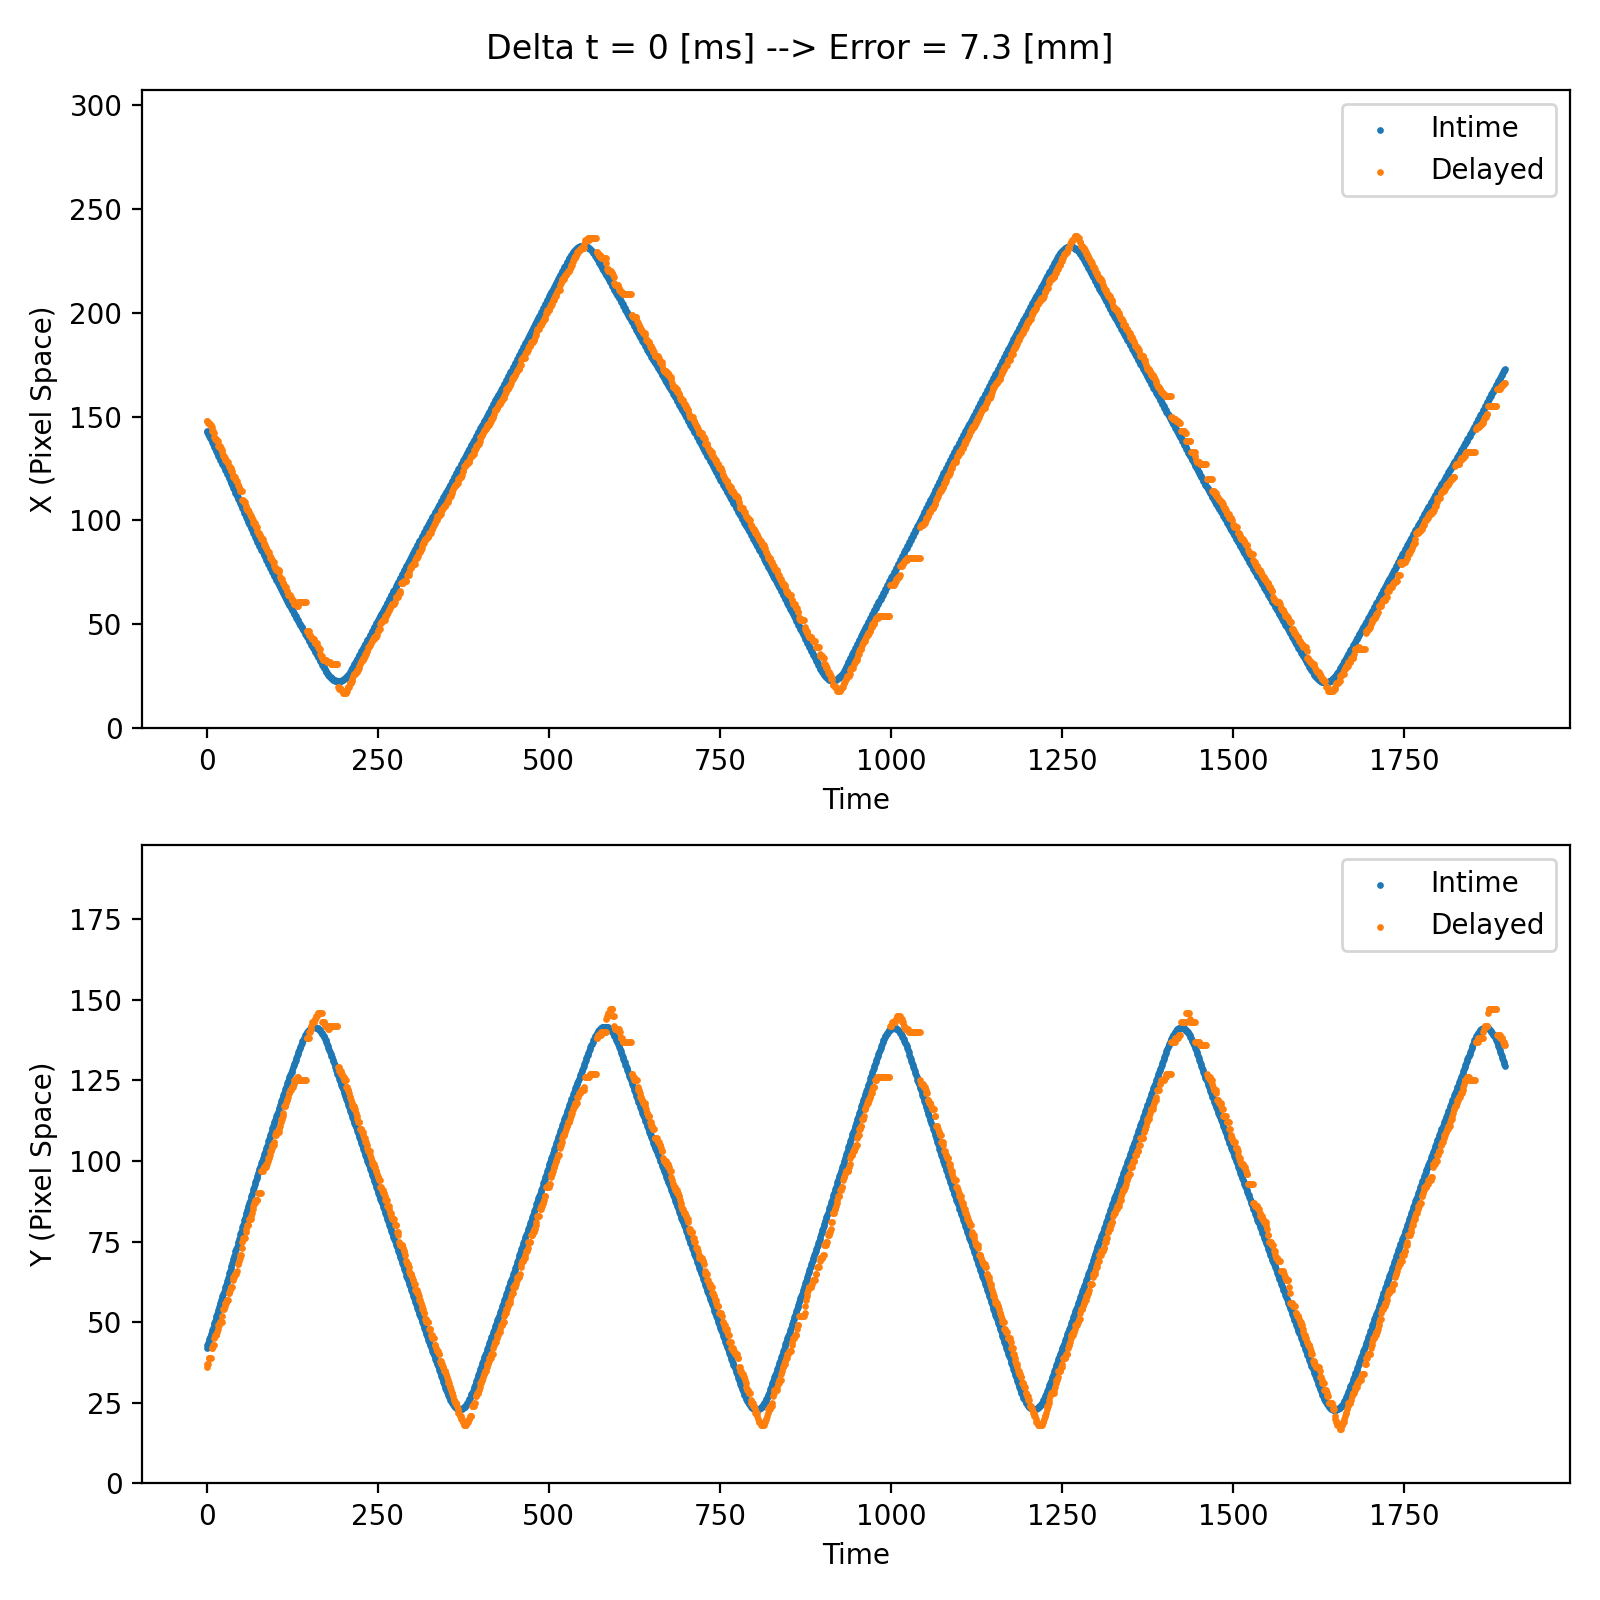 Delta t = 0 [ms] --> Error = 7.3 [mm]
300
250
200
150
100
50
0
X (Pixel Space)
Intime
Delayed
0 250 500 750 1000 1250 1500 1750
Time
175
150
125
100
75
50
25
0
Y (Pixel Space)
Intime
Delayed
0 250 500 750 1000 1250 1500 1750
Time